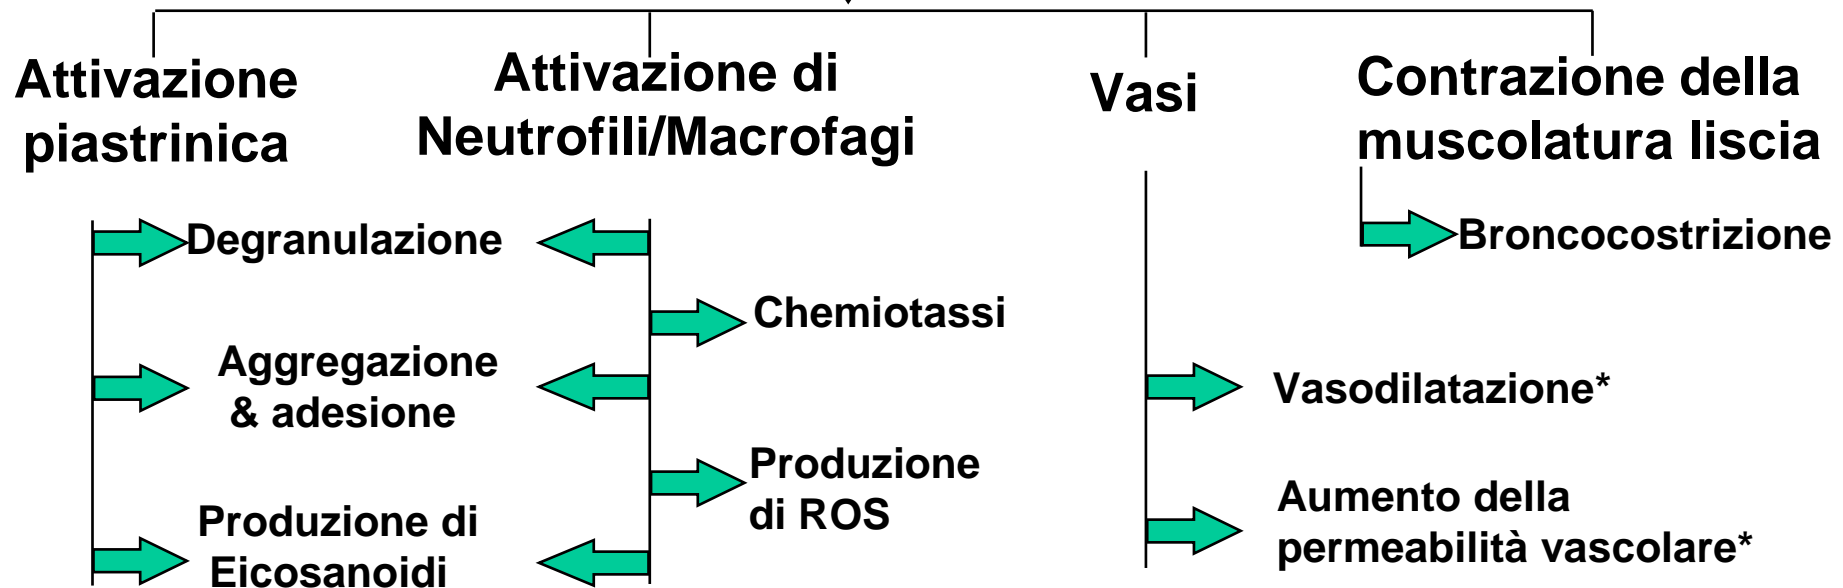 Attivazione
piastrinica
Attivazione di
Neutrofili/Macrofagi
Vasi
Contrazione della
muscolatura liscia
Degranulazione
Broncocostrizione
Chemiotassi
Aggregazione
& adesione
Vasodilatazione*
Produzione
di ROS
Produzione di
Eicosanoidi
Aumento della
permeabilità vascolare*